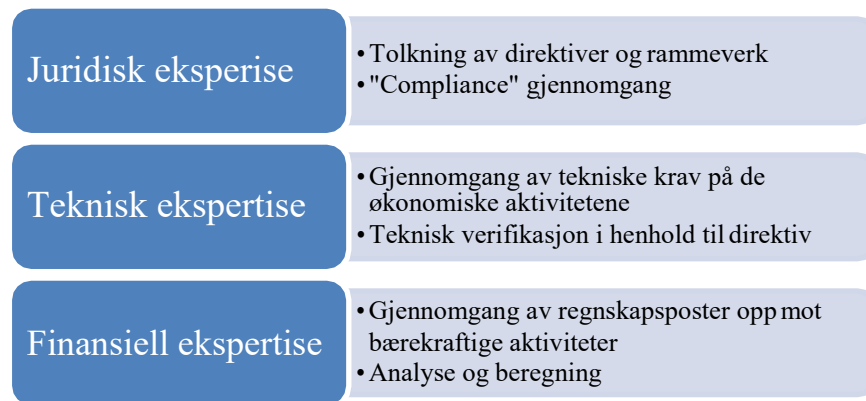 Juridisk eksperise
• Tolkning av direktiver og rammeverk
• "Compliance" gjennomgang
Teknisk ekspertise
• Gjennomgang av tekniske krav på de
økonomiske aktivitetene
• Teknisk verifikasjon i henhold til direktiv
Finansiell ekspertise
• Gjennomgang av regnskapsposter opp mot
bærekraftige aktiviteter
• Analyse og beregning